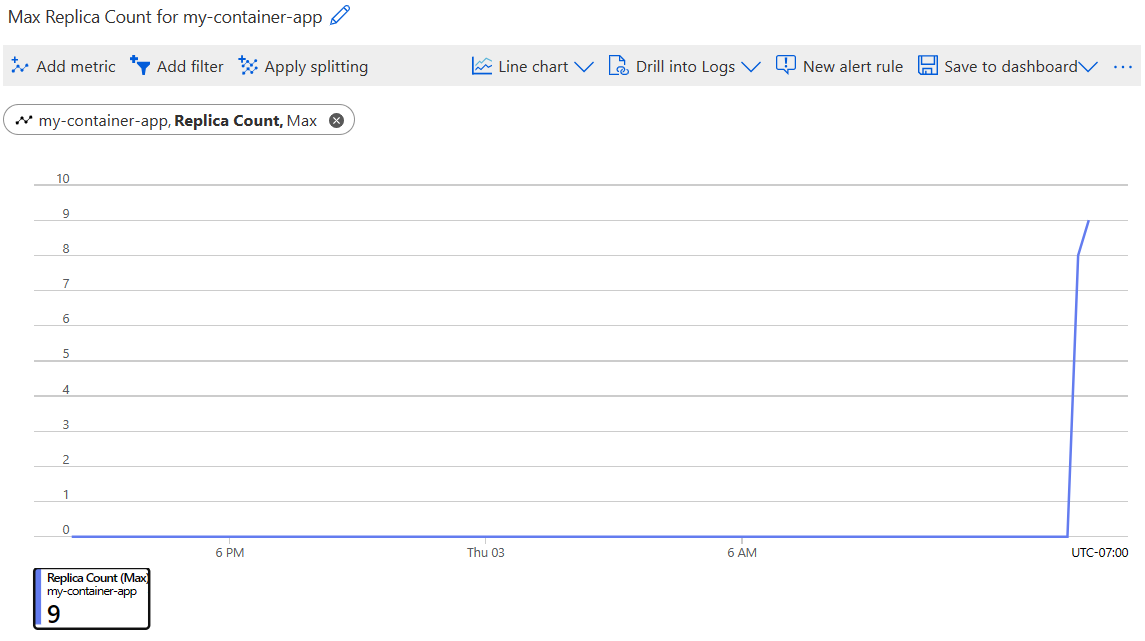 Max Replica Count for my-container-app
Add metric Add filter Apply splitting Line chart Drill into Logs New alert rule Save to dashboard ...
my-container-app, Replica Count, Max
10
9
8
7
6
5
4
3
2
1
0
6 PM Thu 03 6 AM UTC-07:00
Replica Count (Max)
my-container-app
9